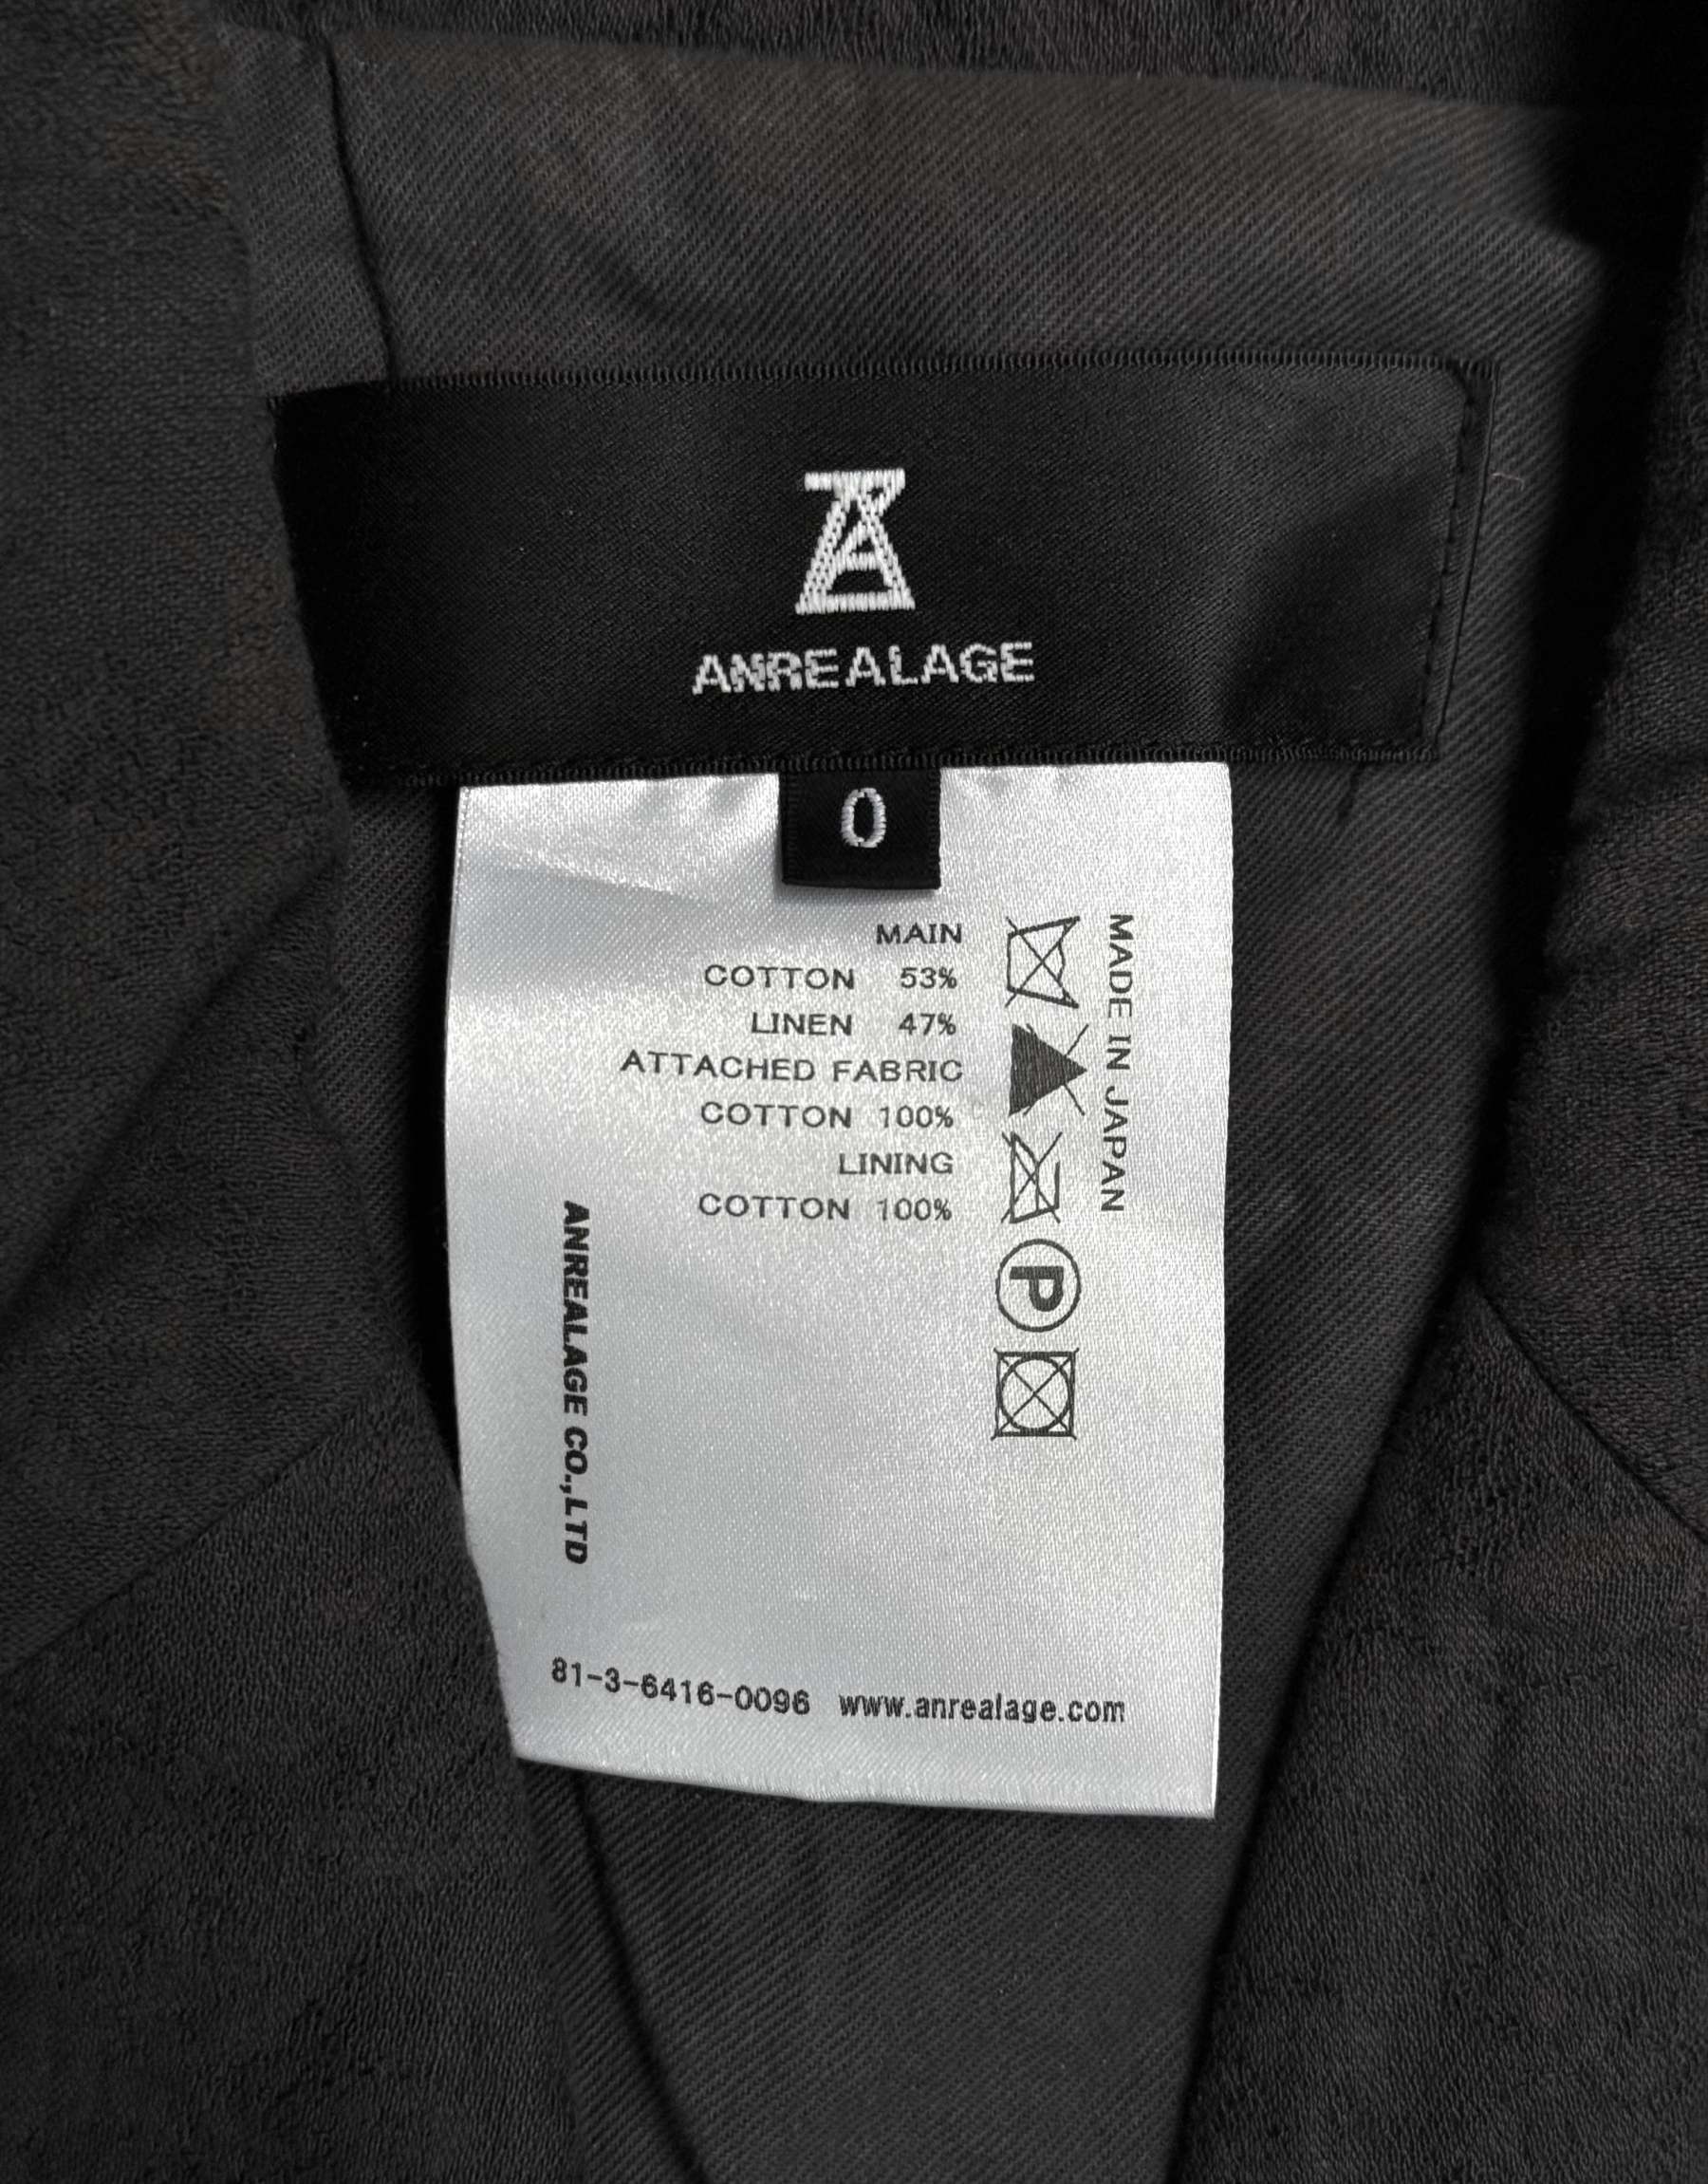 ANREALAGE
0
MAIN
COTTON 53%
LINEN 47%
ATTACHED FABRIC
COTTON 100%
LINING
COTTON 100%
MADE IN JAPAN
P
ANREALAGE CO.,LTD
81-3-6416-0096 www.anrealage.com